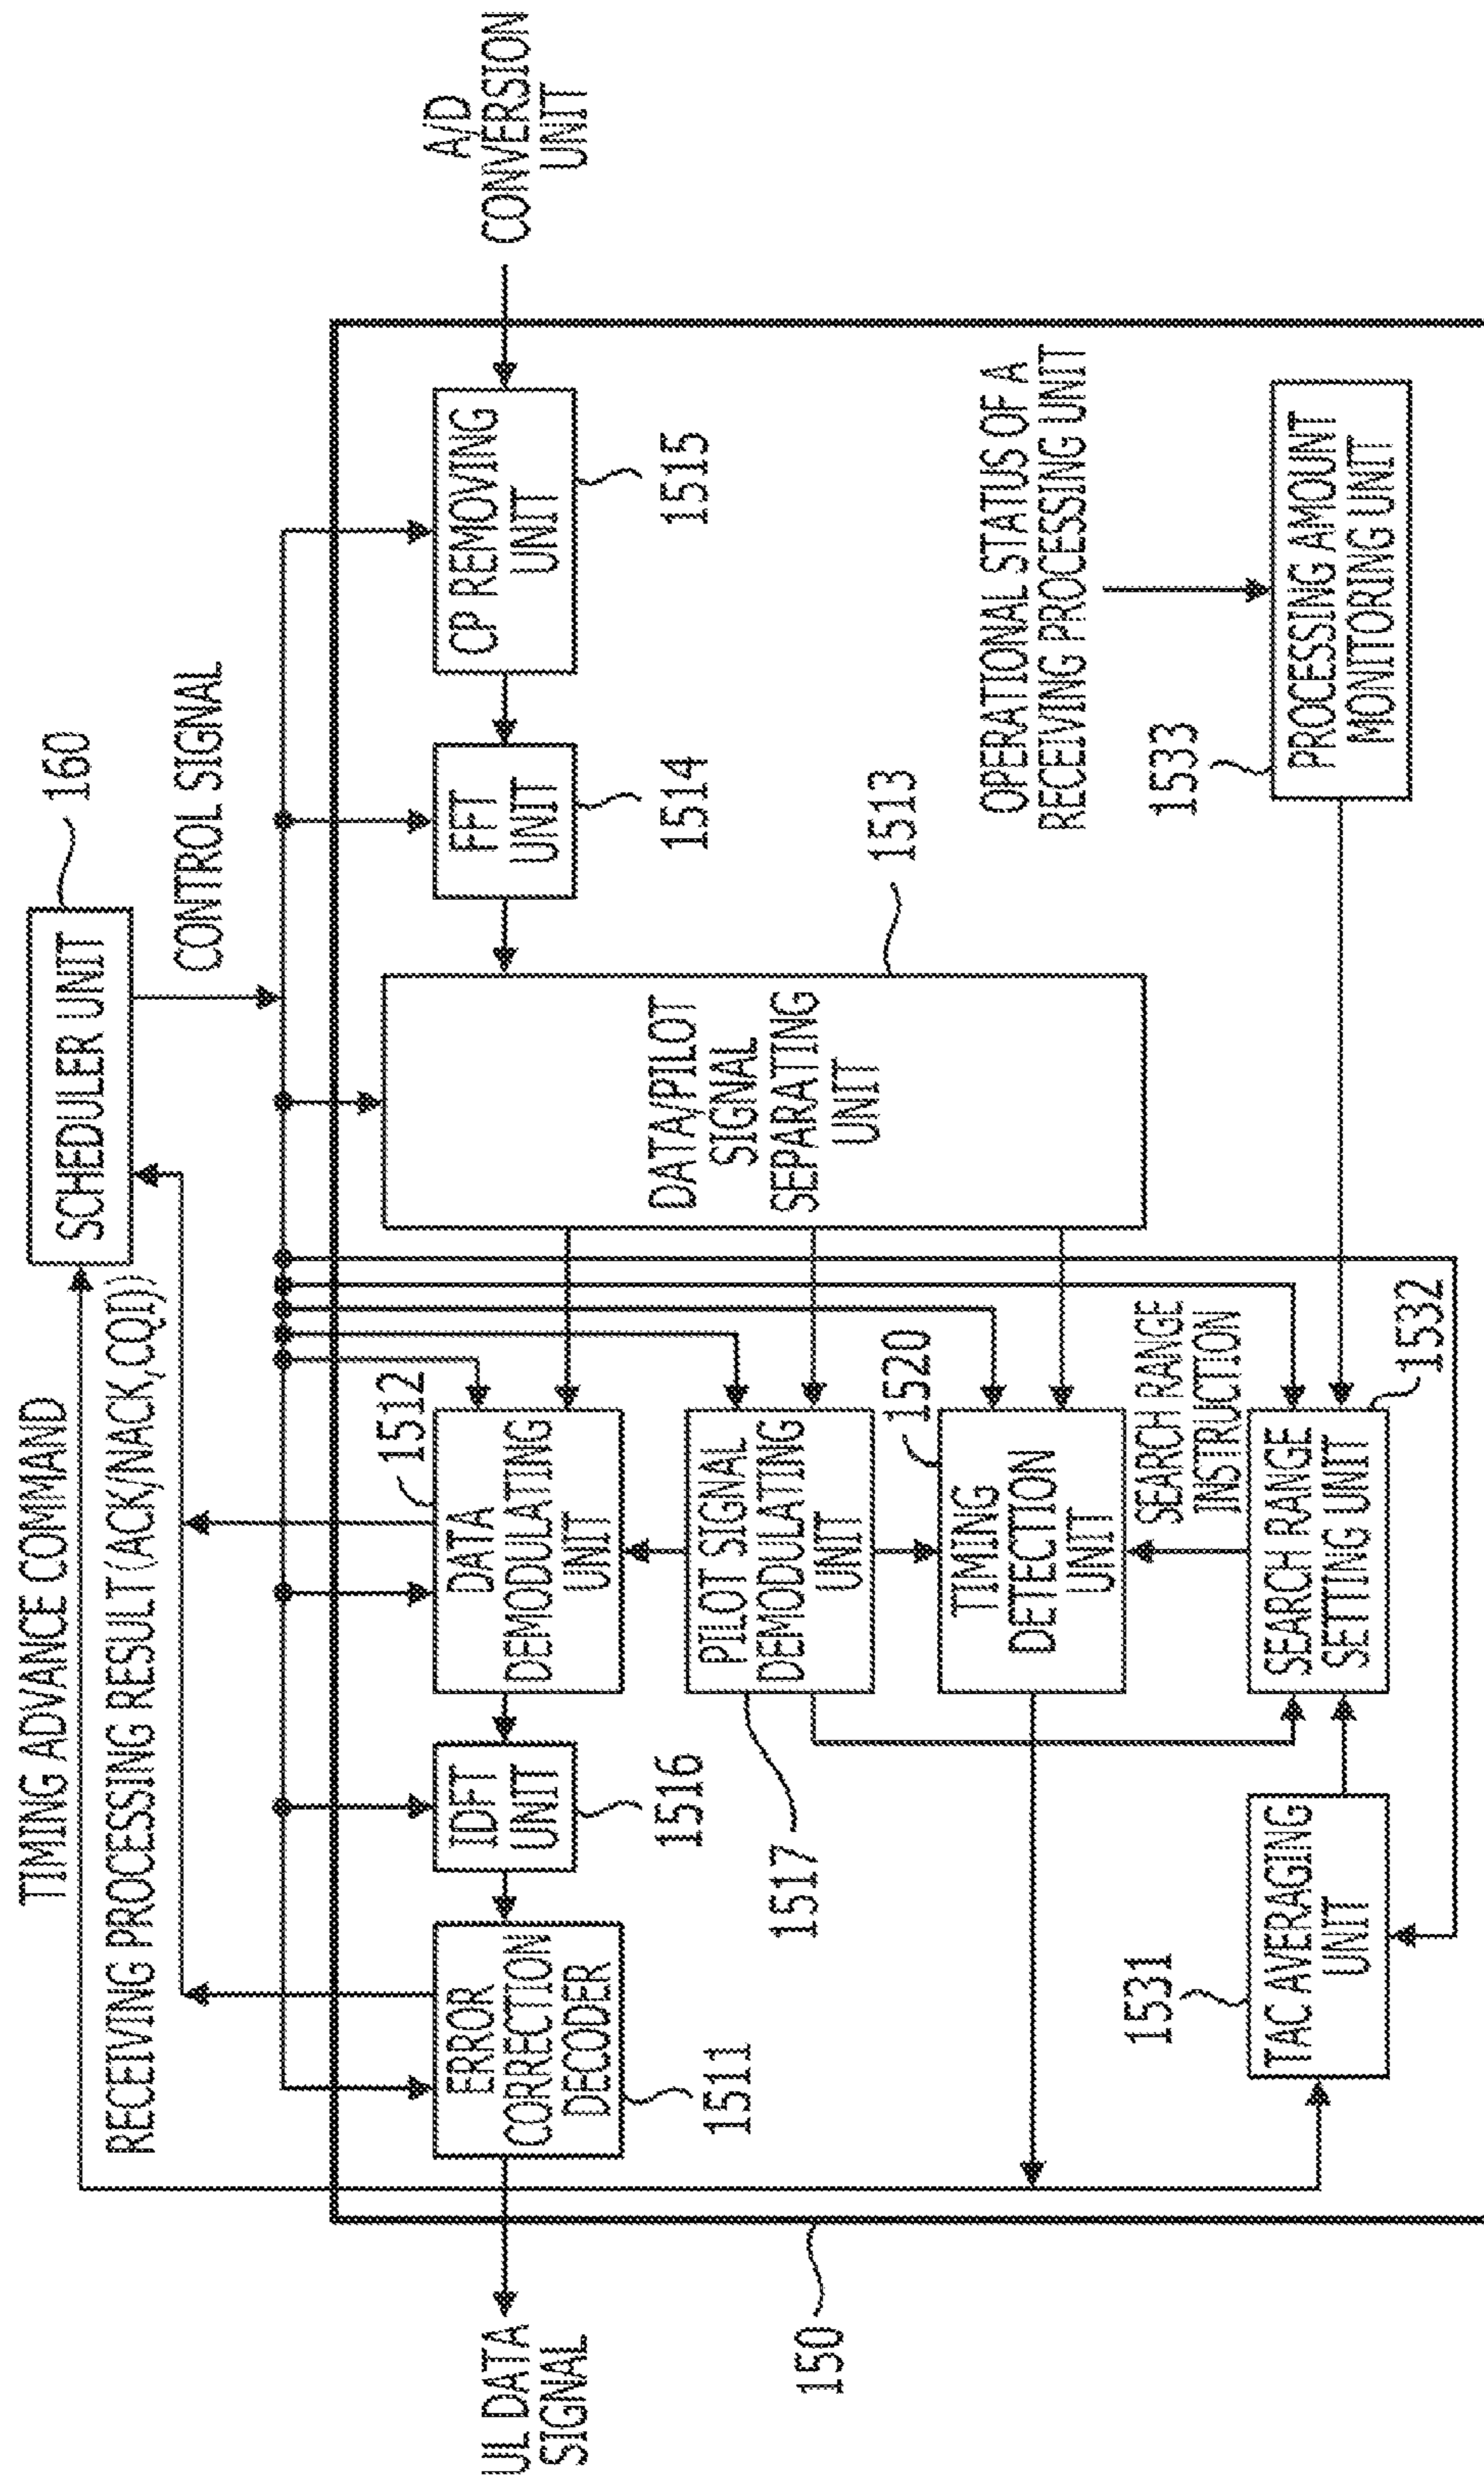 TIMING ADVANCE COMMAND
SCHEDULER UNIT
160
RECEIVING PROCESSING RESULT(ACK/NACK,CQI))
CONTROL SIGNAL
UL DATA
SIGNAL
ERROR
CORRECTION
DECODER
1511
IDFT
UNIT
1516
DATA
DEMODULATING
UNIT
1512
DATA/PILOT
SIGNAL
SEPARATING
UNIT
1513
FFT
UNIT
1514
CP REMOVING
UNIT
1515
A/D
CONVERSION
UNIT
PILOT SIGNAL
DEMODULATING
UNIT
1517
TIMING
DETECTION
UNIT
1520
SEARCH RANGE
INSTRUCTION
OPERATIONAL STATUS OF A
RECEIVING PROCESSING UNIT
150
1531
TAC AVERAGING
UNIT
SEARCH RANGE
SETTING UNIT
1532
1533
PROCESSING AMOUNT
MONITORING UNIT